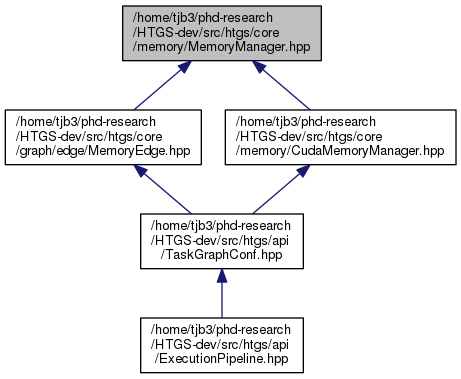 /home/tjb3/phd-research
/HTGS-dev/src/htgs/core
/memory/MemoryManager.hpp
/home/tjb3/phd-research
/HTGS-dev/src/htgs/core
/graph/edge/MemoryEdge.hpp
/home/tjb3/phd-research
/HTGS-dev/src/htgs/core
/memory/CudaMemoryManager.hpp
/home/tjb3/phd-research
/HTGS-dev/src/htgs/api
/TaskGraphConf.hpp
/home/tjb3/phd-research
/HTGS-dev/src/htgs/api
/ExecutionPipeline.hpp